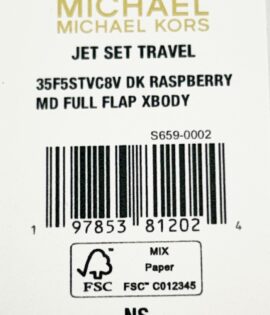 MICHAEL
MICHAEL KORS
JET SET TRAVEL
35F5STVC8V DK RASPBERRY
MD FULL FLAP XBODY
S659-0002
1 97853 81202 4
MIX
Paper
FSC
FSC™ C012345
NS